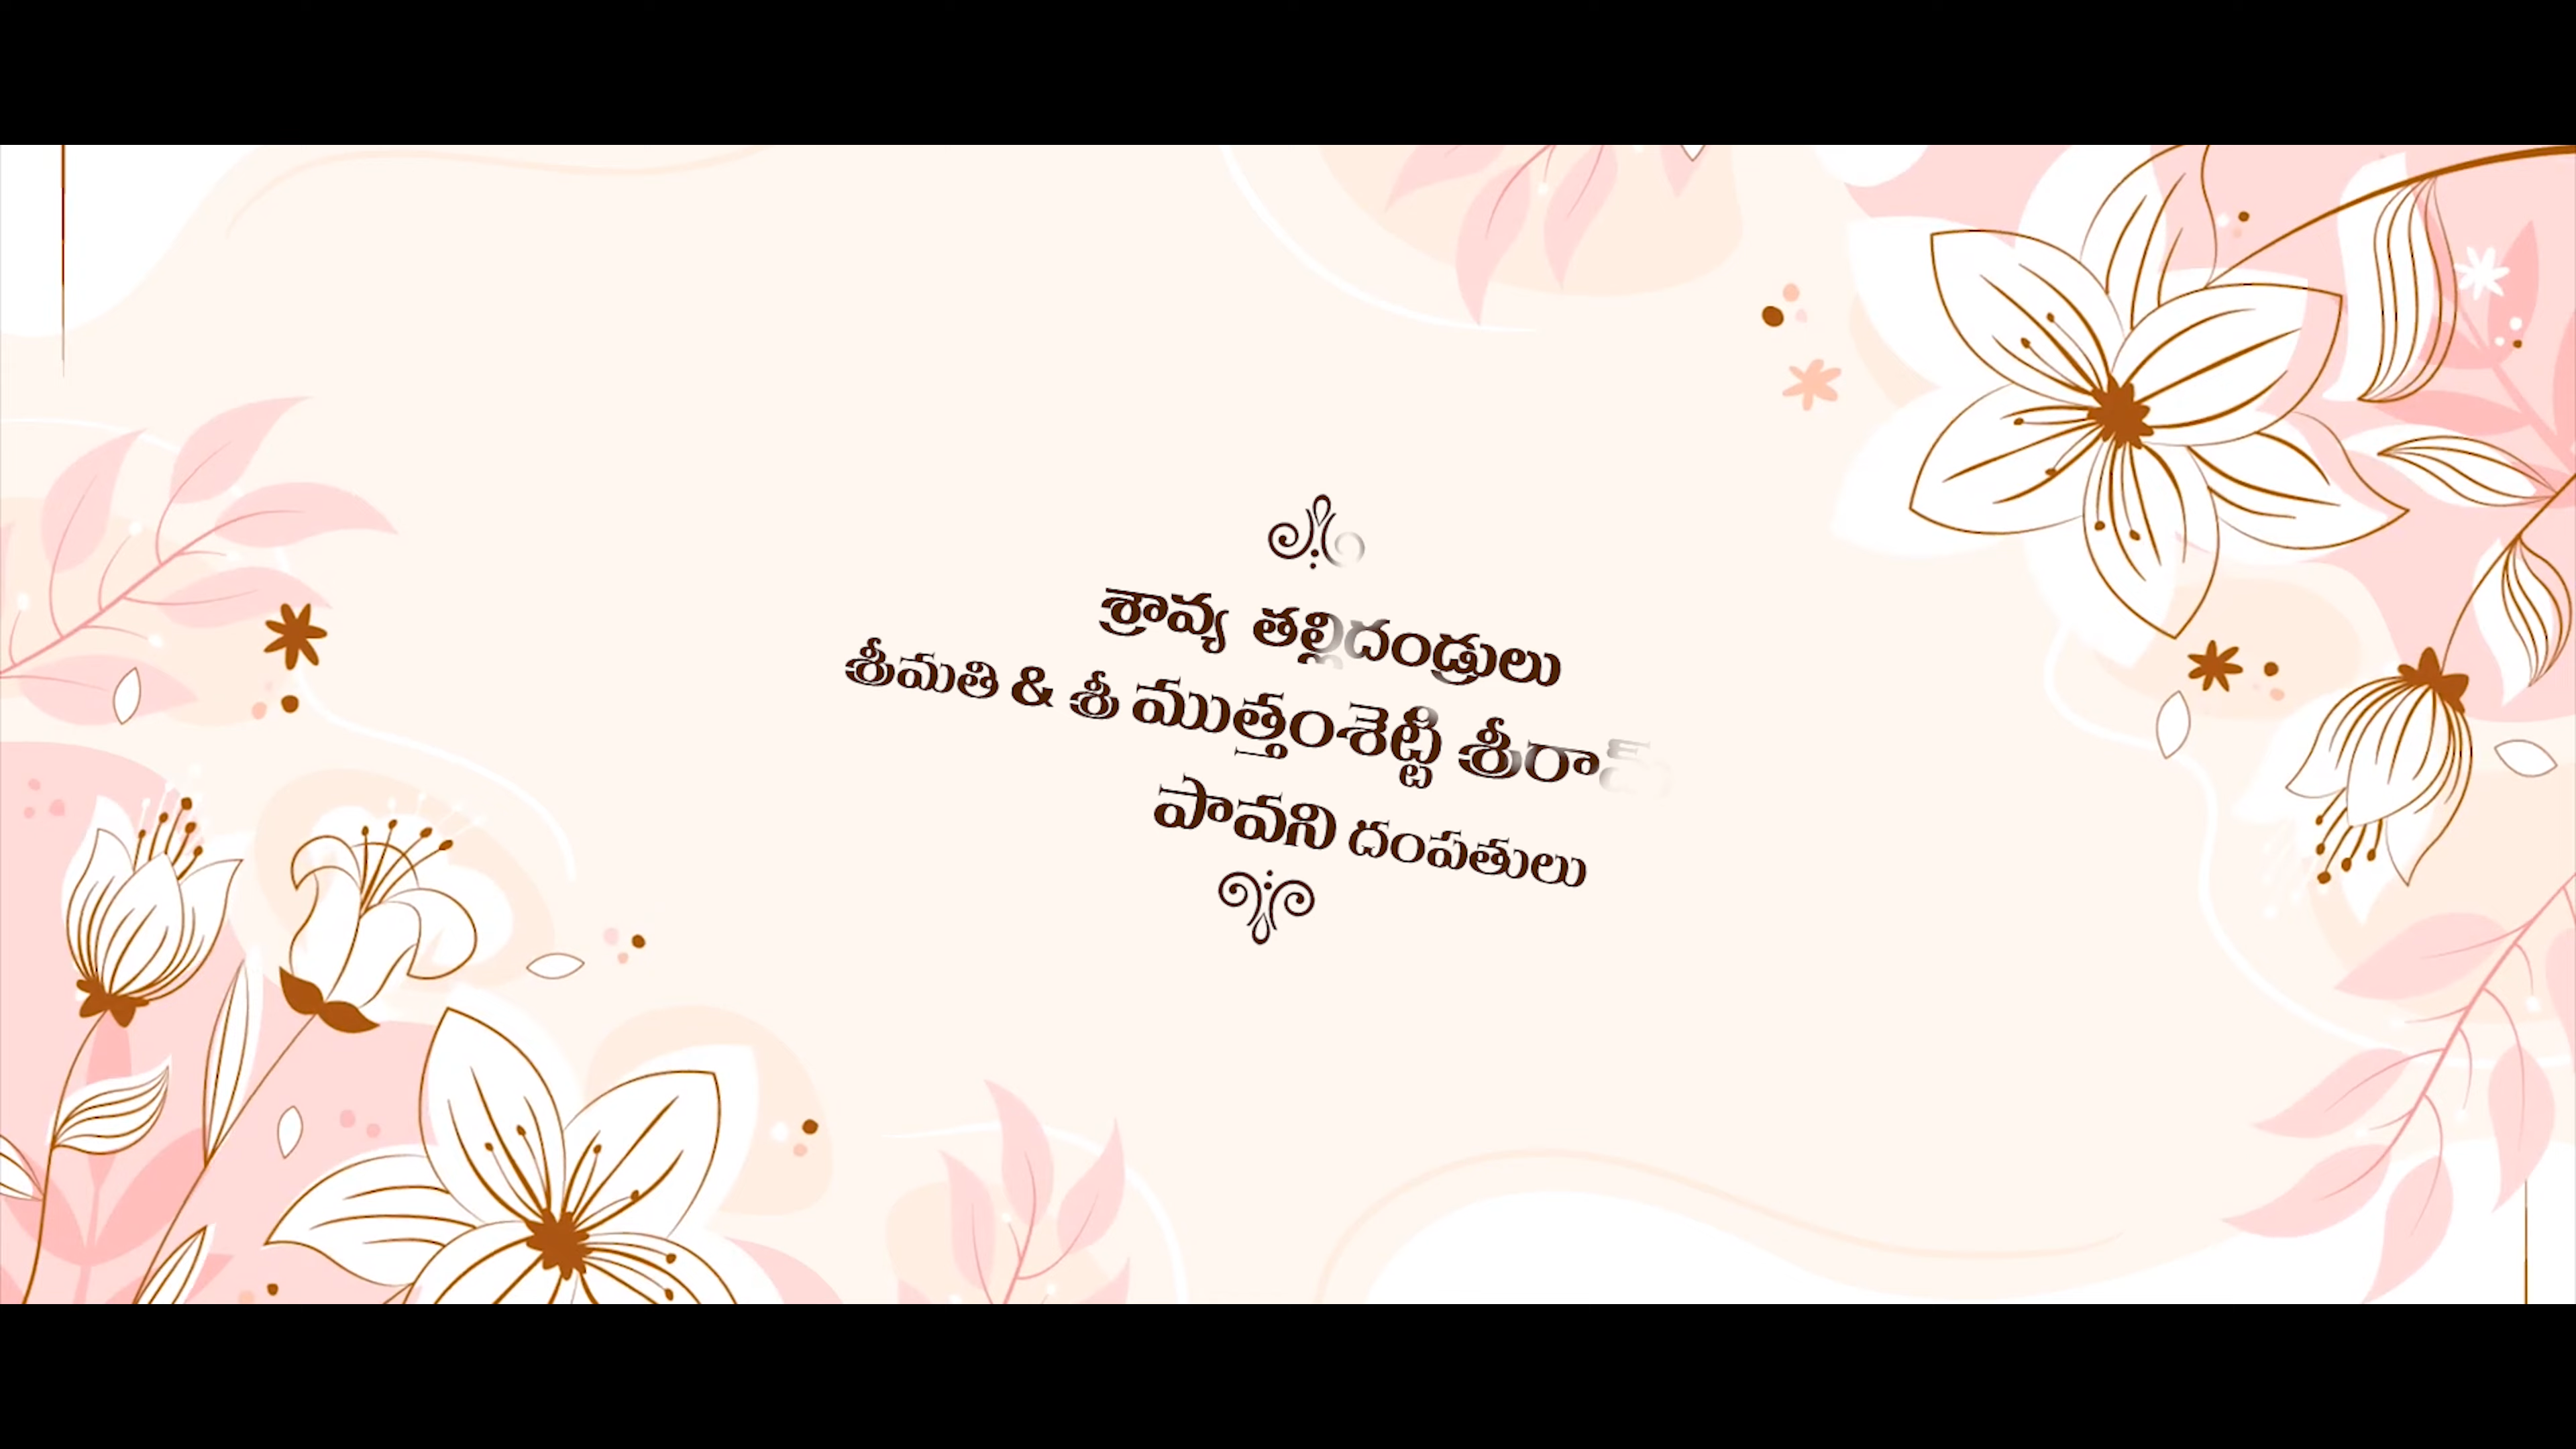 శ్రావ్య తల్లిదండ్రులు
శ్రీమతి & శ్రీ ముత్తంశెట్టి శ్రీరామ్
పావని దంపతులు